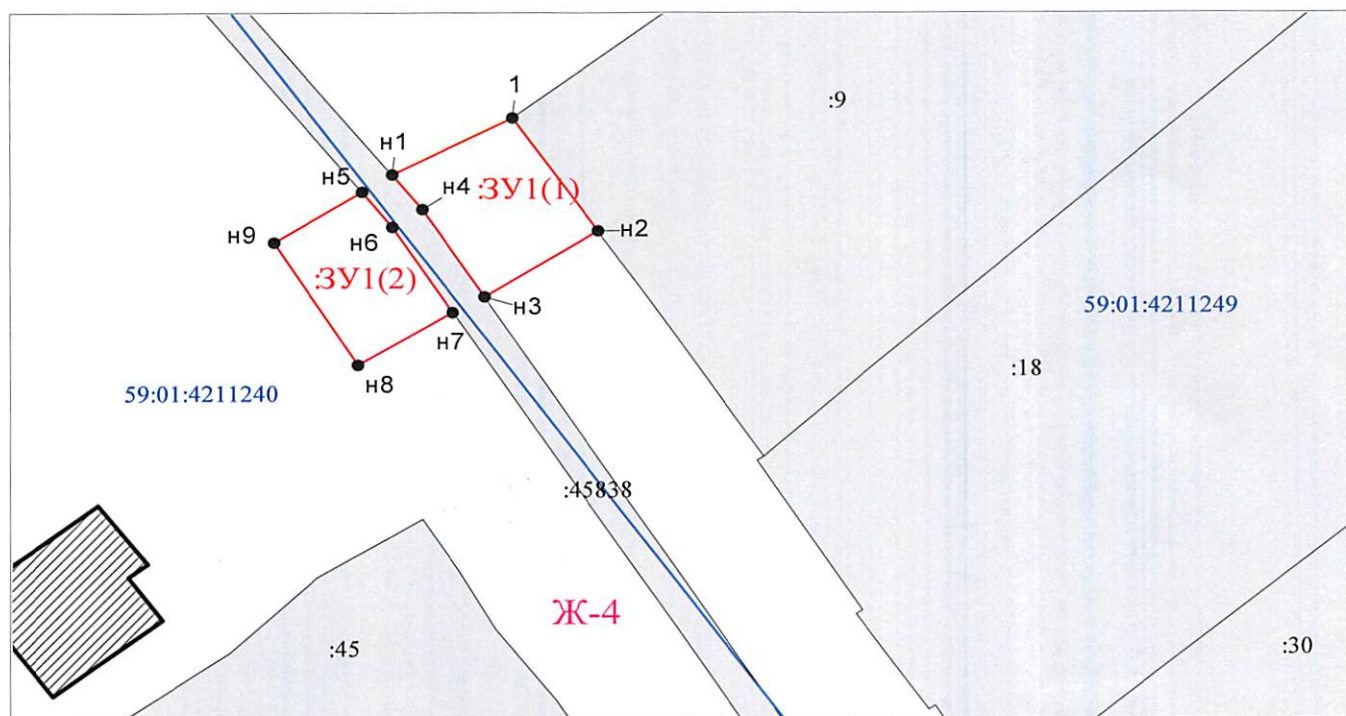 1
:9
н1
н5
н4
:ЗУ1(1)
н9
н6
н2
:ЗУ1(2)
н3
59:01:4211249
н7
:18
н8
59:01:4211240
:45838
Ж-4
:45
:30